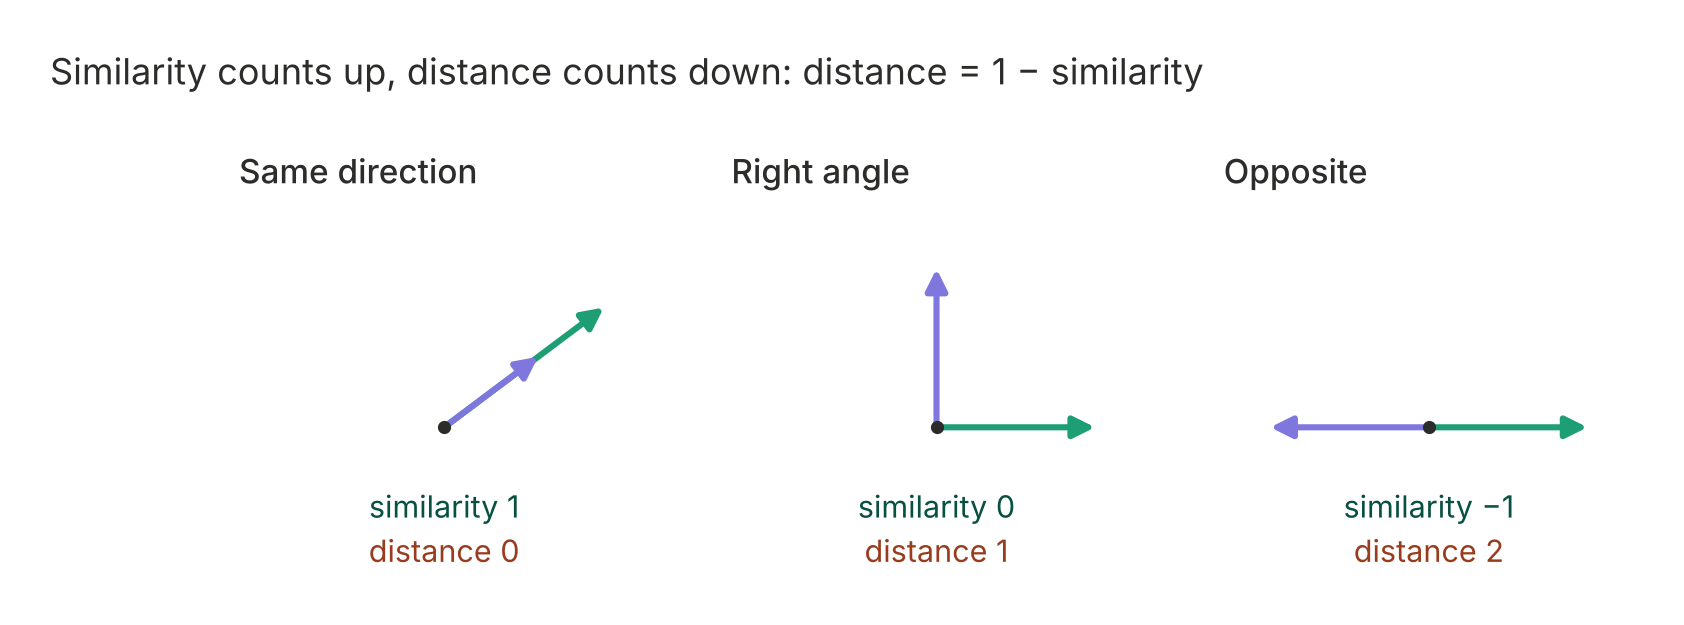 Similarity counts up, distance counts down: distance = 1 − similarity
Same direction
Right angle
Opposite
similarity 1
distance 0
similarity 0
distance 1
similarity −1
distance 2